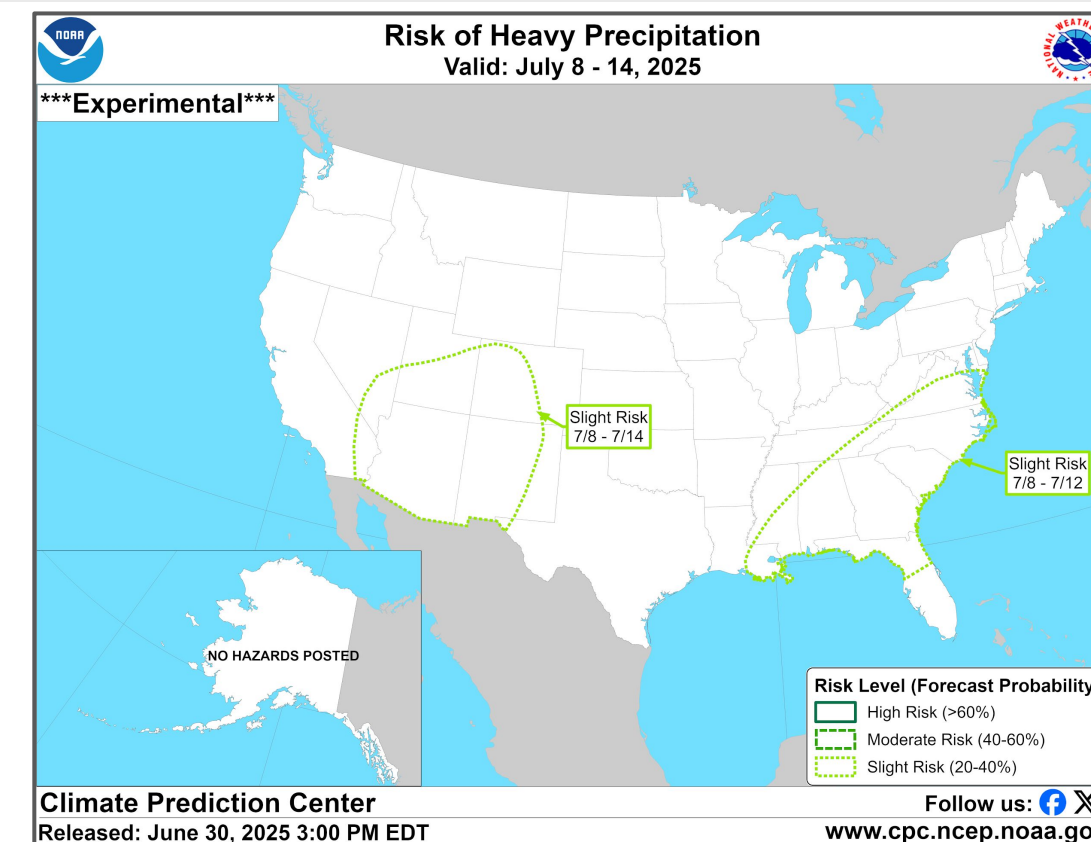 NOAA
Risk of Heavy Precipitation
Valid: July 8 - 14, 2025
***Experimental***
Slight Risk
7/8 - 7/14
Slight Risk
7/8 - 7/12
NO HAZARDS POSTED
Risk Level (Forecast Probability
High Risk (>60%)
Moderate Risk (40-60%)
Slight Risk (20-40%)
Climate Prediction Center
Released: June 30, 2025 3:00 PM EDT
Follow us:
www.cpc.ncep.noaa.go